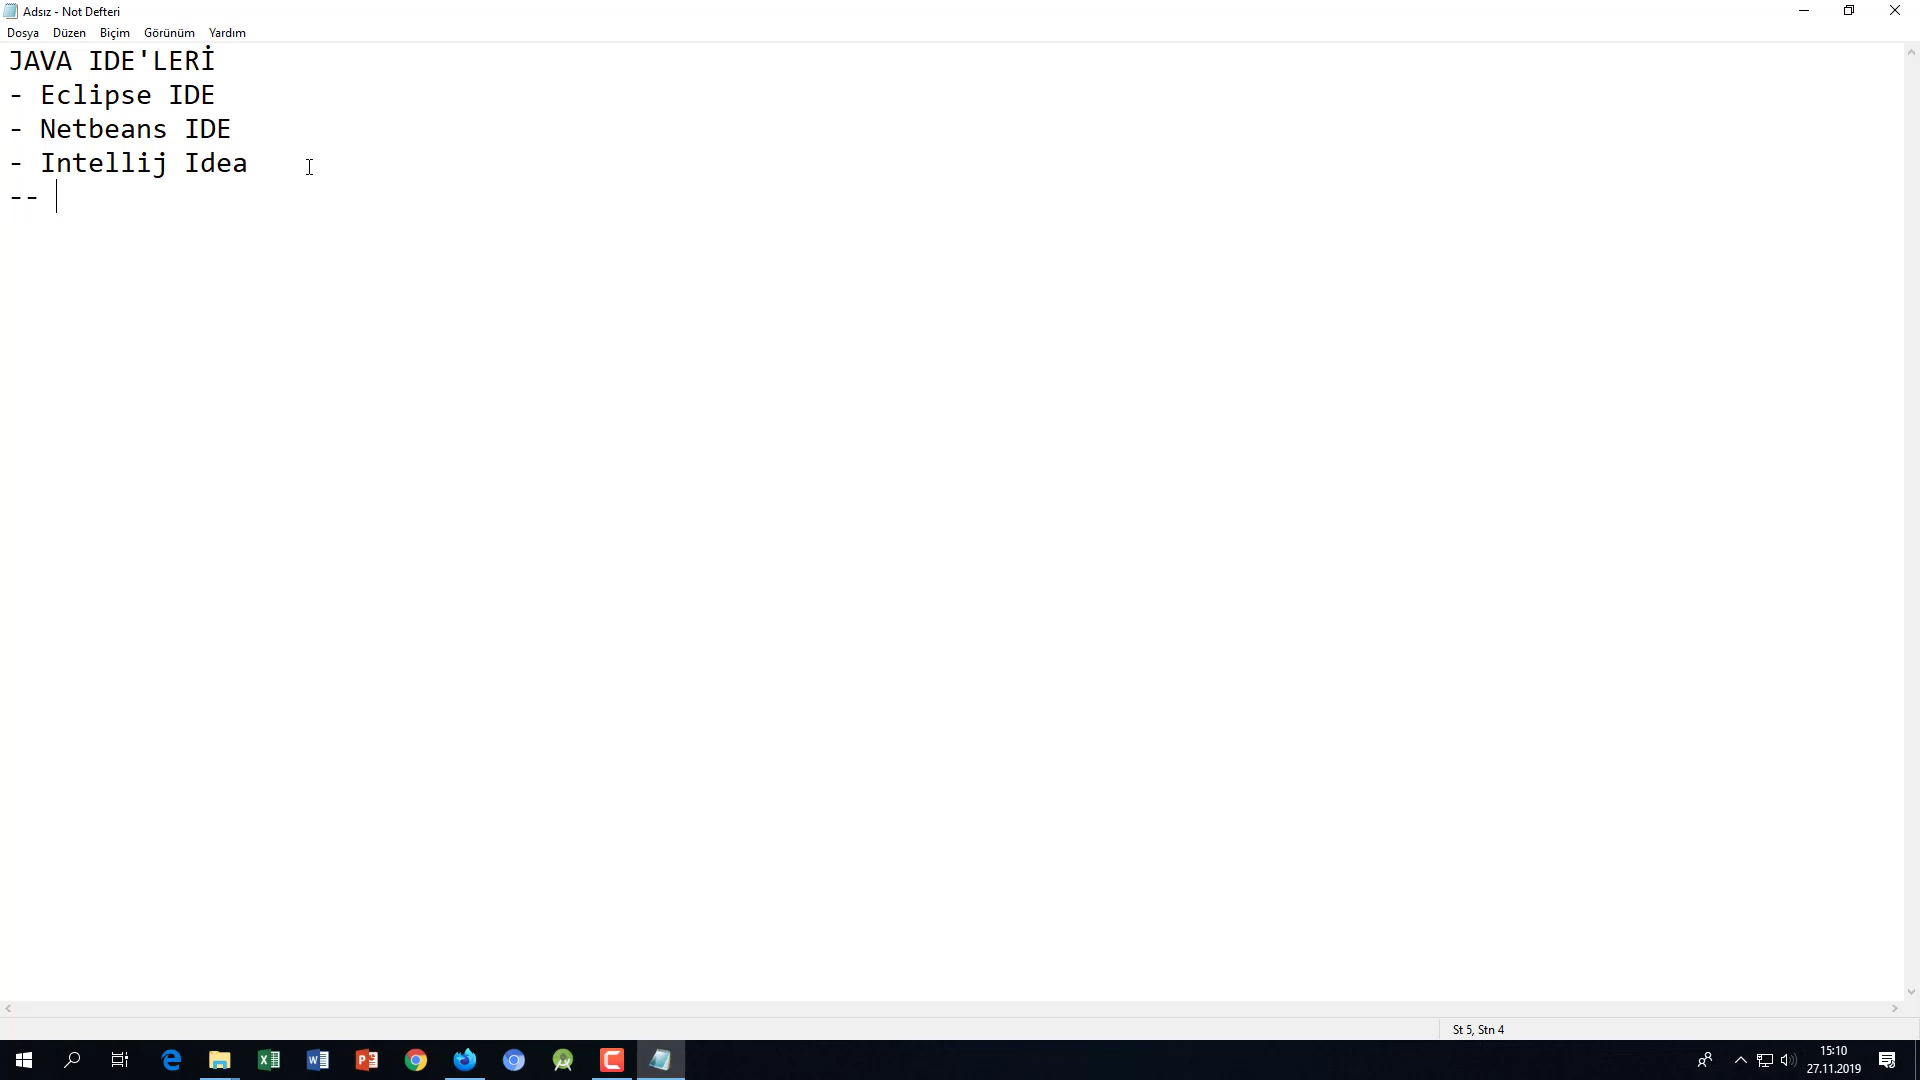 Adsız - Not Defteri
Dosya Düzen Biçim Görünüm Yardım
JAVA IDE'LERİ
- Eclipse IDE
- Netbeans IDE
- Intellij Idea
--
St 5, Stn 4
15:10
27.11.2019